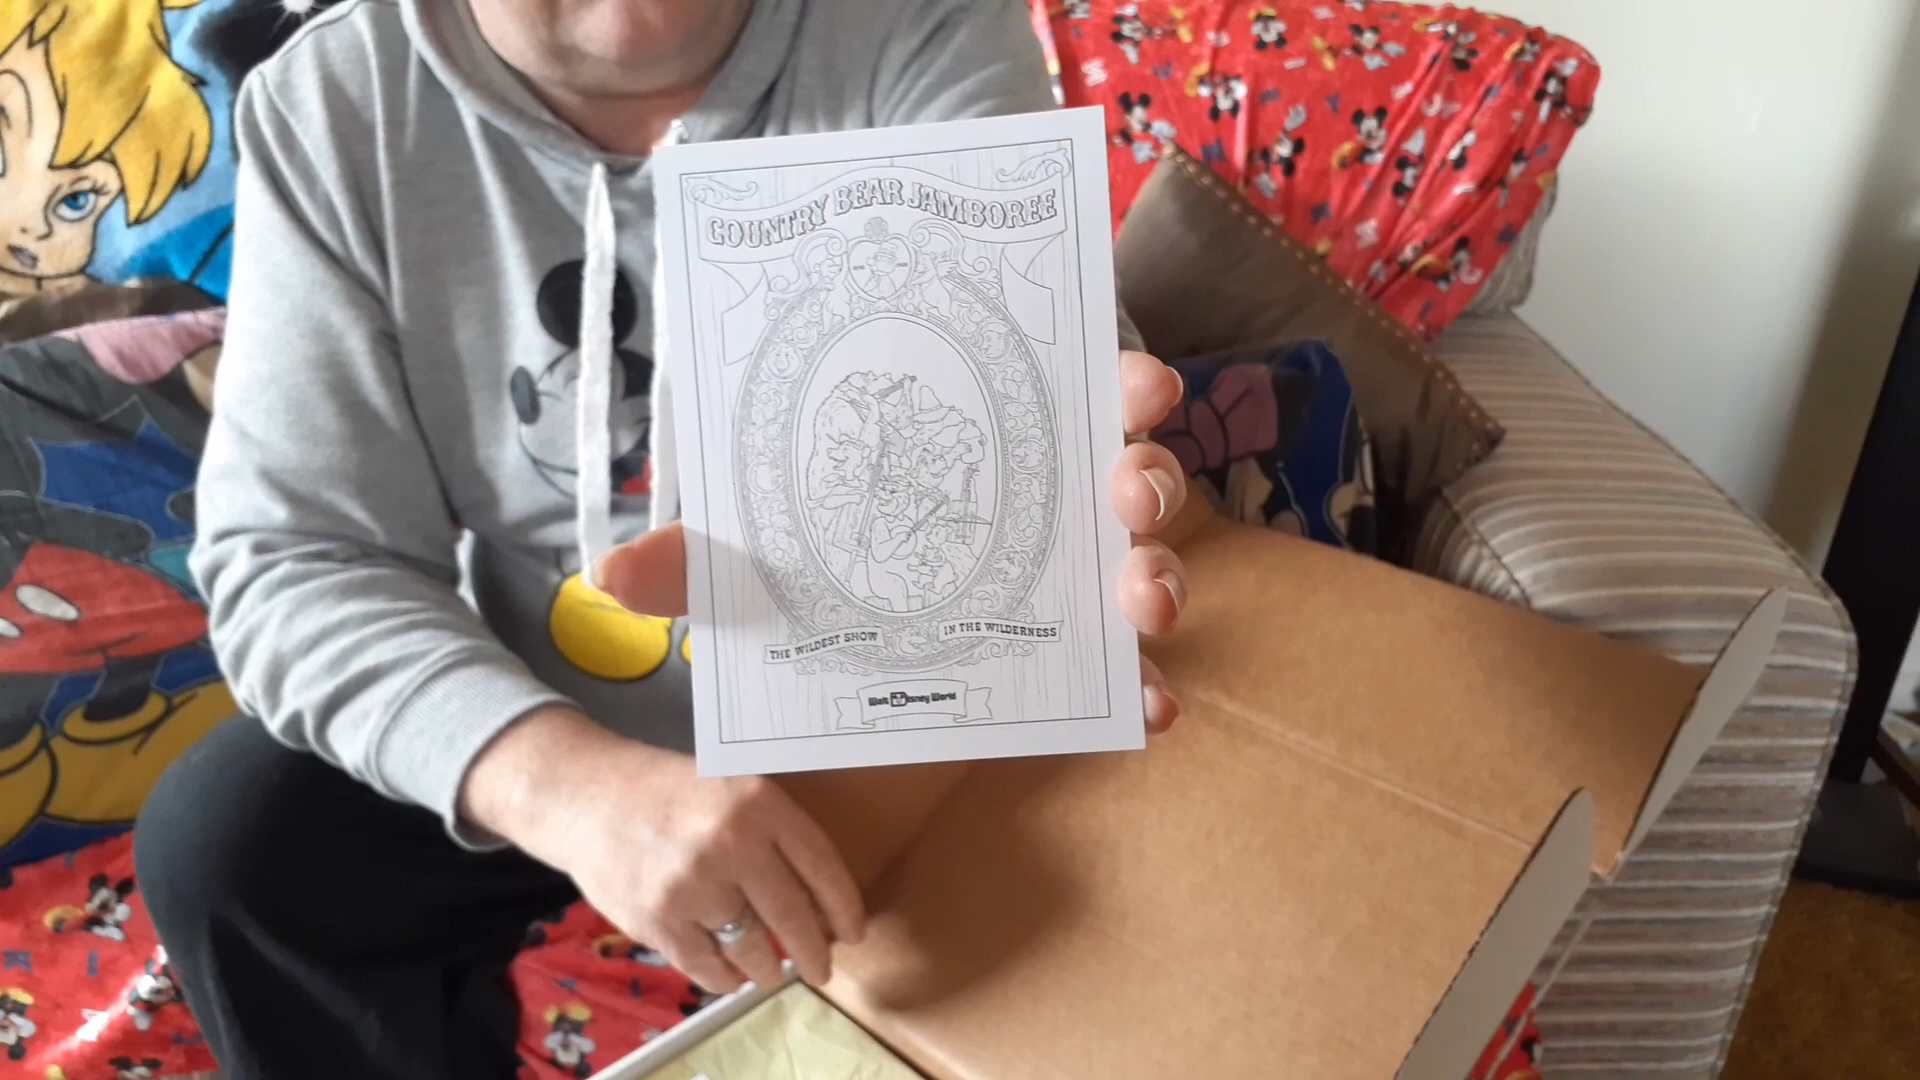 COUNTRY BEAR JAMBOREE
THE WILDEST SHOW IN THE WILDERNESS
Walt Disney World